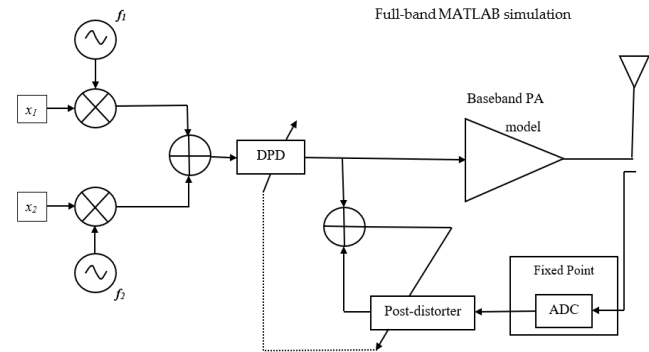 f1
Full-band MATLAB simulation
x1
Baseband PA
model
DPD
x2
f2
Fixed Point
Post-distorter
ADC